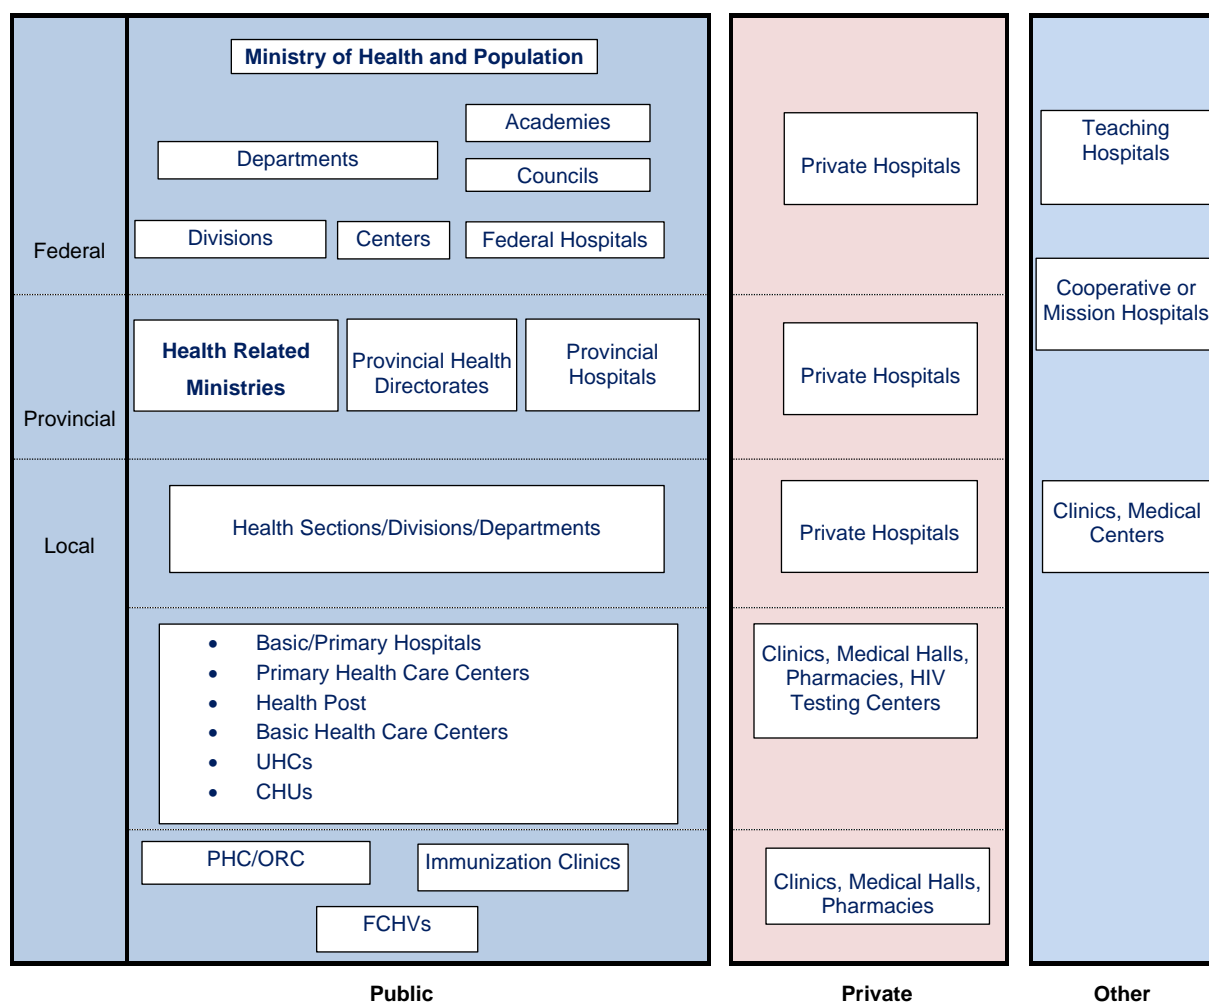 Ministry of Health and Population
Academies
Departments
Councils
Divisions
Centers
Federal Hospitals
Federal
Health Related
Ministries
Provincial Health
Directorates
Provincial
Hospitals
Provincial
Health Sections/Divisions/Departments
Local
• Basic/Primary Hospitals
• Primary Health Care Centers
• Health Post
• Basic Health Care Centers
• UHCs
• CHUs
PHC/ORC
Immunization Clinics
FCHVs
Public
Private Hospitals
Private Hospitals
Private Hospitals
Clinics, Medical Halls,
Pharmacies, HIV
Testing Centers
Clinics, Medical Halls,
Pharmacies
Private
Teaching
Hospitals
Cooperative or
Mission Hospitals
Clinics, Medical
Centers
Other